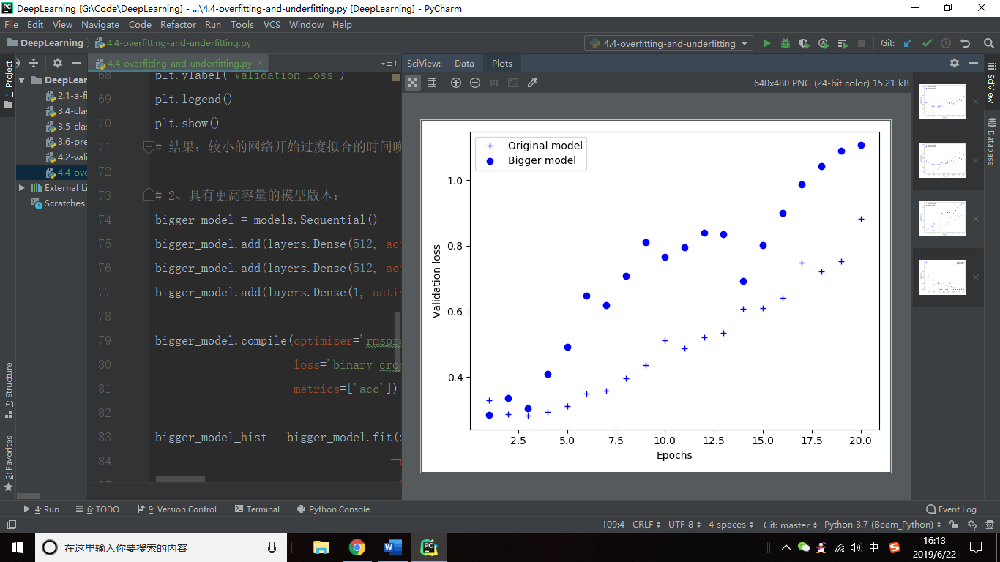 DeepLearning [G:\Code\DeepLearning] - ...\4.4-overfitting-and-underfitting.py [DeepLearning] - PyCharm
File Edit View Navigate Code Refactor Run Tools VCS Window Help
DeepLearning 4.4-overfitting-and-underfitting.py
4.4-overfitting-and-underfitting
Git:
4.4-overfitting-and-underfitting.py
SciView: Data Plots
640x480 PNG (24-bit color) 15.21 kB
1: Project
7: Structure
2: Favorites
DeepLear
2.1-a-fi
3.4-clas
3.5-clas
3.6-pre
4.2-vali
4.4-ove
External Li
Scratches
68 plt.ylabel('Validation loss')
69 plt.legend()
70 plt.show()
71 # 结果：较小的网络开始过度拟合的时间晚
72
73 # 2、具有更高容量的模型版本：
74 bigger_model = models.Sequential()
75 bigger_model.add(layers.Dense(512, act
76 bigger_model.add(layers.Dense(512, ac
77 bigger_model.add(layers.Dense(1, activ
78
79 bigger_model.compile(optimizer='rmspro
80 loss='binary_cros
81 metrics=['acc'])
82
83 bigger_model_hist = bigger_model.fit(
84
Original model
Bigger model
Validation loss
1.0
0.8
0.6
0.4
2.5 5.0 7.5 10.0 12.5 15.0 17.5 20.0
Epochs
SciView
Database
4: Run 6: TODO 9: Version Control Terminal Python Console Event Log
109:4 CRLF UTF-8 4 spaces Git: master Python 3.7 (Beam_Python)
在这里输入你要搜索的内容
中
16:13
2019/6/22